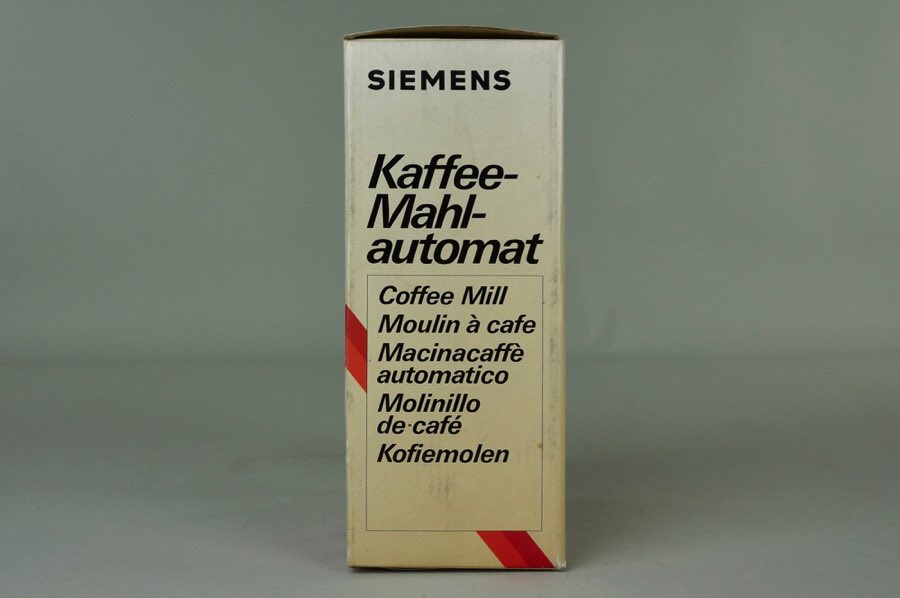 SIEMENS
Kaffee-
Mahl-
automat
Coffee Mill
Moulin à cafe
Macinacaffè
automatico
Molinillo
de café
Kofiemolen